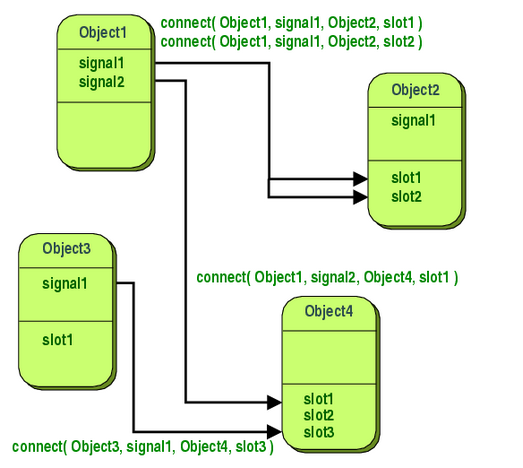 Object1
signal1
signal2
connect( Object1, signal1, Object2, slot1 )
connect( Object1, signal1, Object2, slot2 )
Object2
signal1
slot1
slot2
Object3
signal1
slot1
connect( Object1, signal2, Object4, slot1 )
Object4
slot1
slot2
slot3
connect( Object3, signal1, Object4, slot3 )